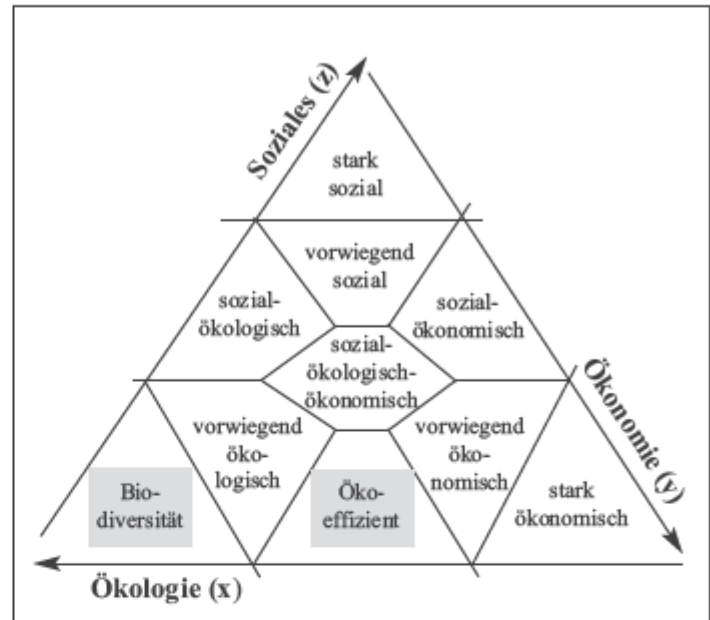 Soziales (z)
stark
sozial
vorwiegend
sozial
sozial-
ökologisch
sozial-
ökonomisch
sozial-
ökologisch-
ökonomisch
Ökonomie (y)
vorwiegend
öko-
logisch
vorwiegend
öko-
nomisch
Bio-
diversität
Öko-
effizient
stark
ökonomisch
Ökologie (x)